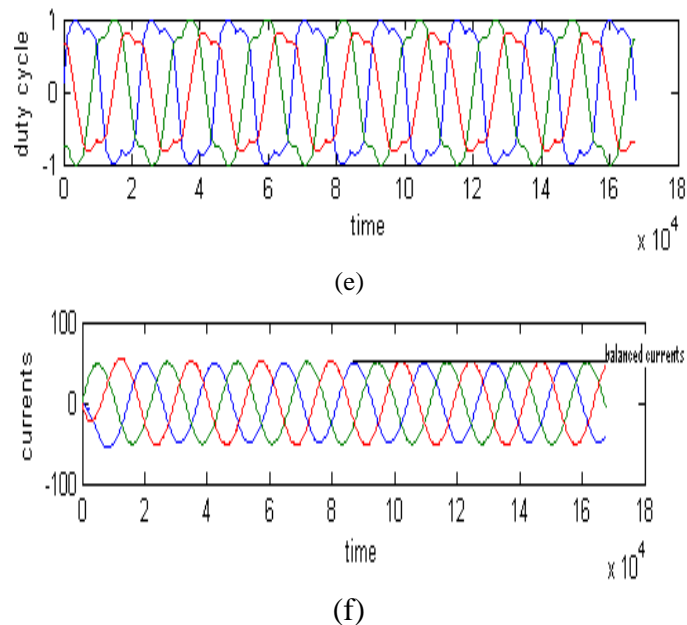 1
0
-1
duty cycle
0 2 4 6 8 10 12 14 16 18
time
x 10^4
(e)
100
0
-100
currents
balanced currents
0 2 4 6 8 10 12 14 16 18
time
x 10^4
(f)